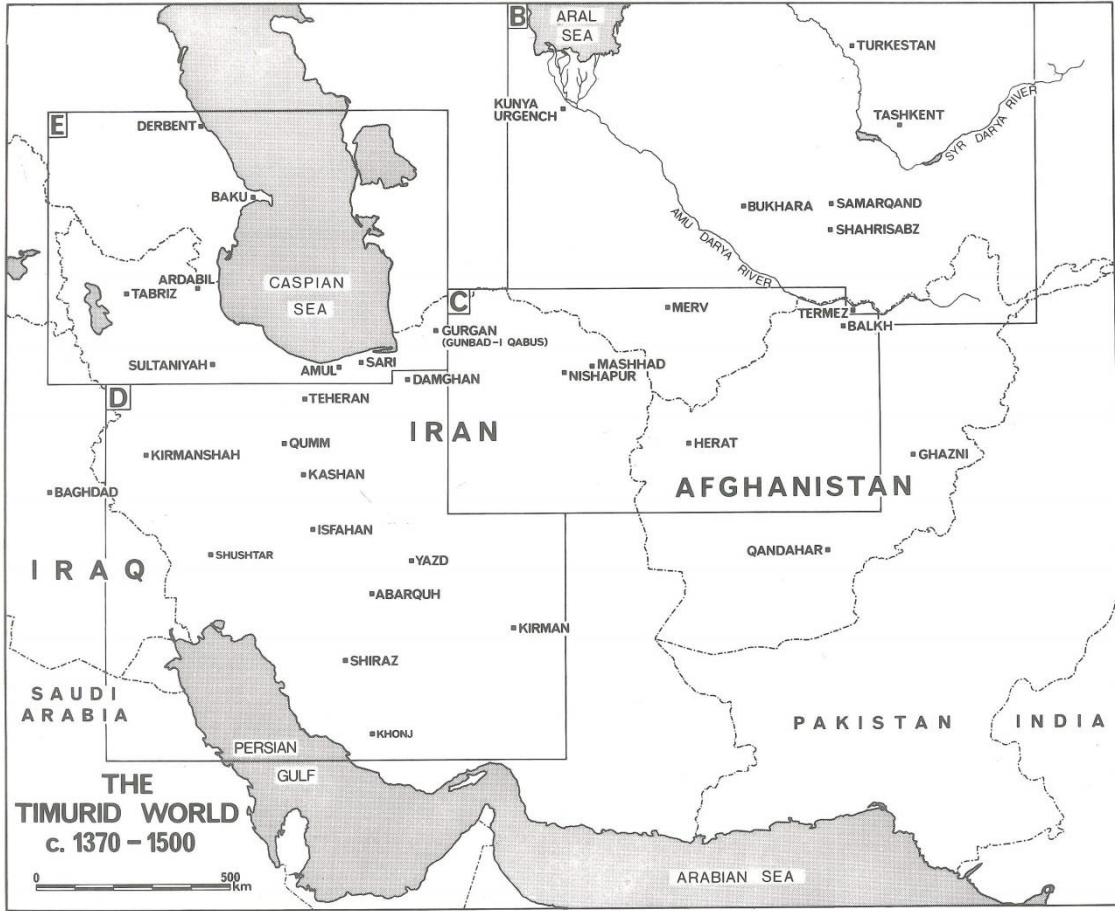 B
ARAL
SEA
TURKESTAN
KUNYA
URGENCH
TASHKENT
SYR DARYA RIVER
E
DERBENT
BAKU
BUKHARA
SAMARQAND
SHAHRISABZ
AMU DARYA RIVER
ARDABIL
TABRIZ
CASPIAN
SEA
C
MERV
TERMEZ
BALKH
GURGAN
(GUNBAD-I QABUS)
SULTANIYAH
AMUL
SARI
MASHHAD
NISHAPUR
DAMGHAN
D
TEHERAN
IRAN
QUMM
HERAT
KIRMANSHAH
GHAZNI
KASHAN
BAGHDAD
AFGHANISTAN
ISFAHAN
SHUSHTAR
YAZD
QANDAHAR
IRAQ
ABARQUH
KIRMAN
SHIRAZ
SAUDI
ARABIA
PAKISTAN
INDIA
KHONJ
PERSIAN
GULF
THE
TIMURID WORLD
c. 1370 – 1500
ARABIAN SEA
0 500
km